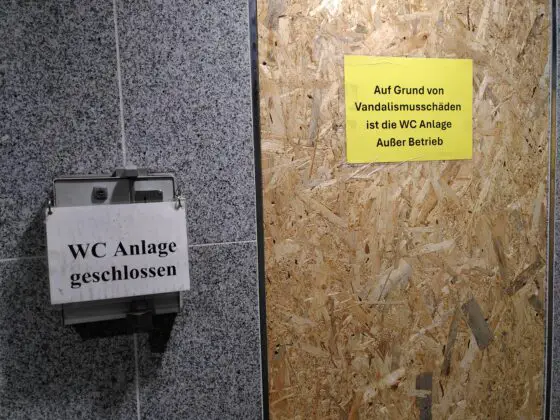 Auf Grund von
Vandalismusschäden
ist die WC Anlage
Außer Betrieb
WC Anlage
geschlossen